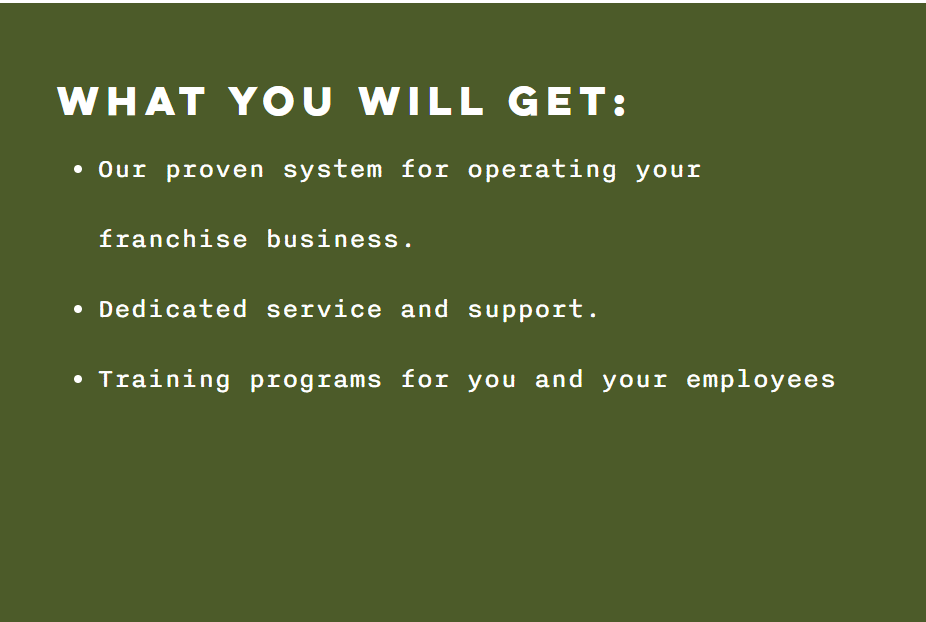 WHAT YOU WILL GET:
• Our proven system for operating your
franchise business.
• Dedicated service and support.
• Training programs for you and your employees